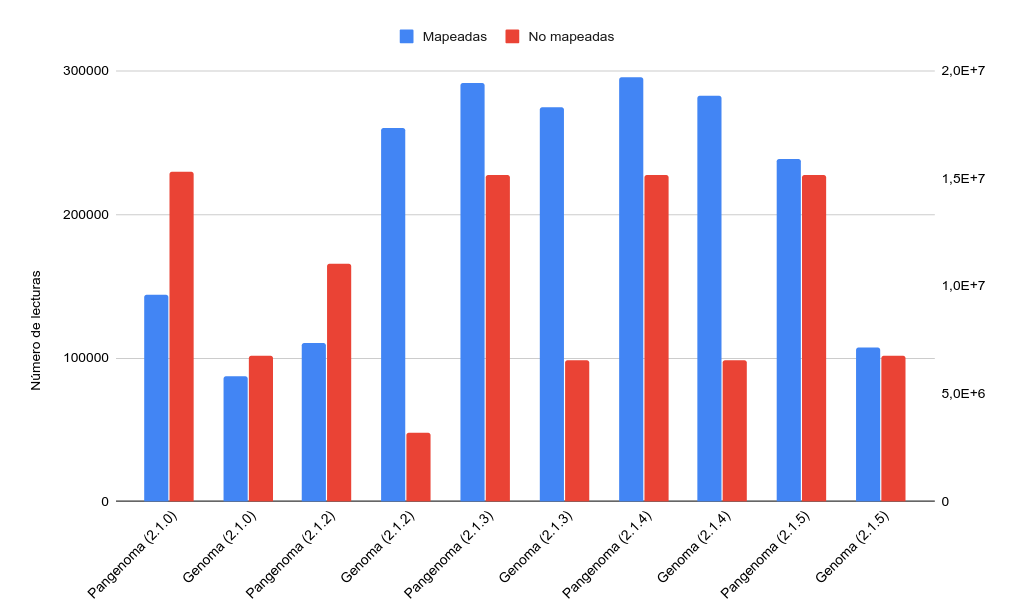 Mapeadas No mapeadas
300000
200000
100000
0
Número de lecturas
2,0E+7
1,5E+7
1,0E+7
5,0E+6
0
Pangenoma (2.1.0)
Genoma (2.1.0)
Pangenoma (2.1.2)
Genoma (2.1.2)
Pangenoma (2.1.3)
Genoma (2.1.3)
Pangenoma (2.1.4)
Genoma (2.1.4)
Pangenoma (2.1.5)
Genoma (2.1.5)